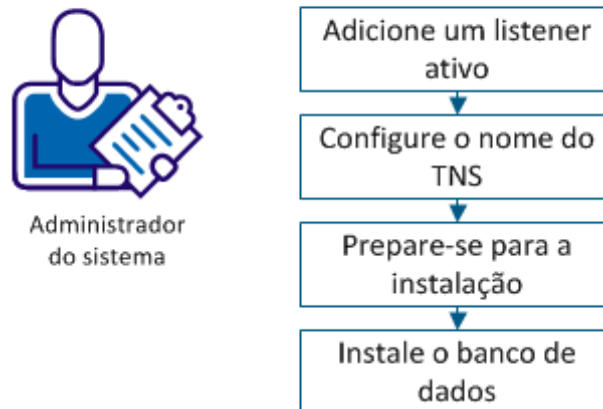 Administrador
do sistema
Adicione um listener
ativo
Configure o nome do
TNS
Prepare-se para a
instalação
Instale o banco de
dados